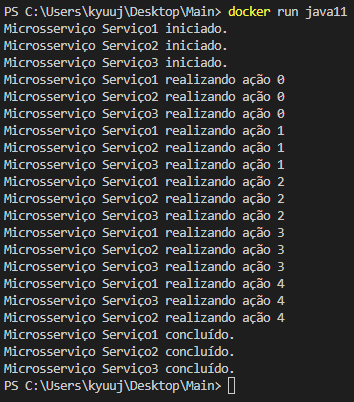 PS C:\Users\kyuuj\Desktop\Main> docker run java11
Microsserviço Serviço1 iniciado.
Microsserviço Serviço2 iniciado.
Microsserviço Serviço3 iniciado.
Microsserviço Serviço1 realizando ação 0
Microsserviço Serviço2 realizando ação 0
Microsserviço Serviço3 realizando ação 0
Microsserviço Serviço1 realizando ação 1
Microsserviço Serviço2 realizando ação 1
Microsserviço Serviço3 realizando ação 1
Microsserviço Serviço1 realizando ação 2
Microsserviço Serviço3 realizando ação 2
Microsserviço Serviço2 realizando ação 2
Microsserviço Serviço1 realizando ação 3
Microsserviço Serviço2 realizando ação 3
Microsserviço Serviço3 realizando ação 3
Microsserviço Serviço1 realizando ação 4
Microsserviço Serviço3 realizando ação 4
Microsserviço Serviço2 realizando ação 4
Microsserviço Serviço1 concluído.
Microsserviço Serviço2 concluído.
Microsserviço Serviço3 concluído.
PS C:\Users\kyuuj\Desktop\Main>